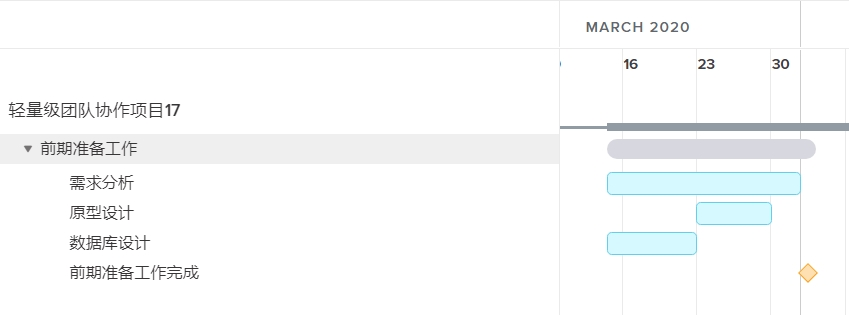 MARCH 2020
16 23 30
轻量级团队协作项目17
前期准备工作
需求分析
原型设计
数据库设计
前期准备工作完成